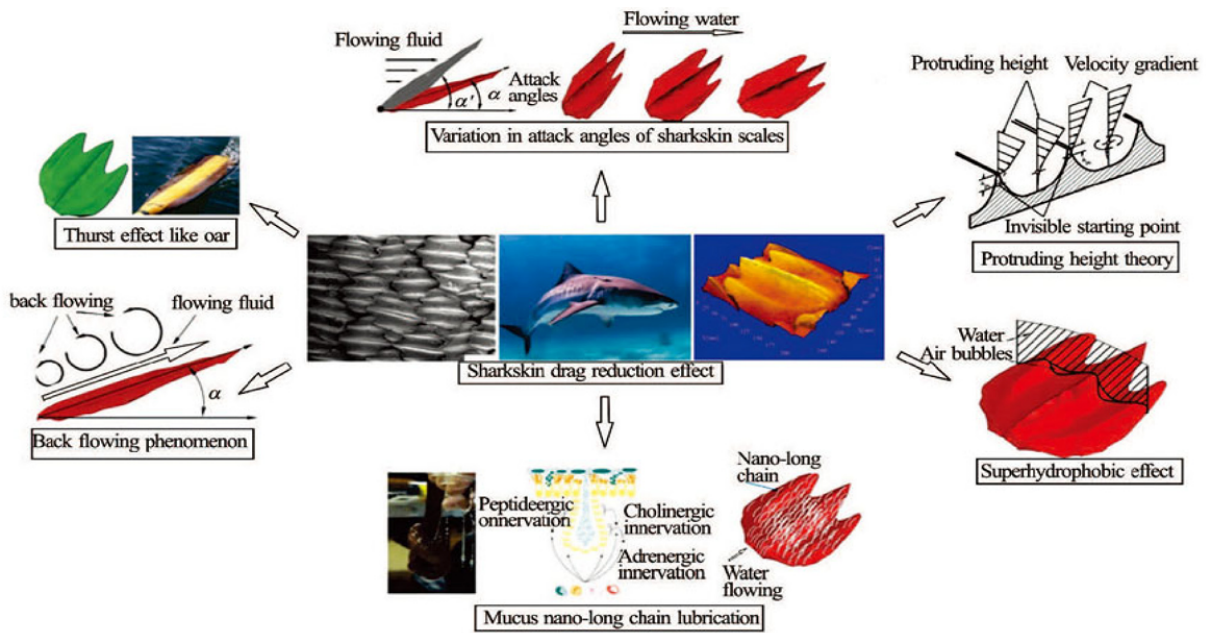 Flowing water
Flowing fluid
Attack
angles
α'
α
Variation in attack angles of sharkskin scales
Protruding height
Velocity gradient
Invisible starting point
Protruding height theory
Thurst effect like oar
back flowing
flowing fluid
α
Back flowing phenomenon
Sharkskin drag reduction effect
Water
Air bubbles
Superhydrophobic effect
Peptideergic
onnervation
Cholinergic
innervation
Adrenergic
innervation
Nano-long
chain
Water
flowing
Mucus nano-long chain lubrication